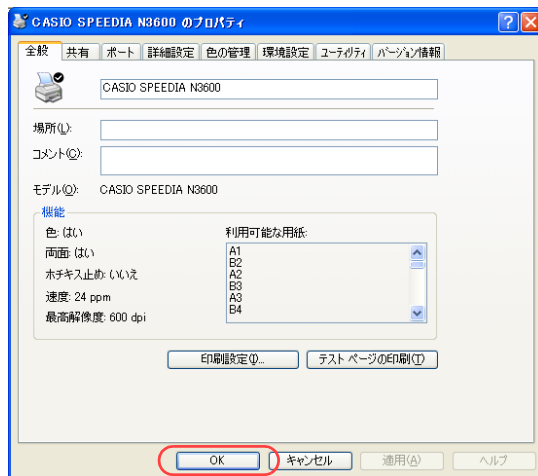 CASIO SPEEDIA N3600 のプロパティ
全般 共有 ポート 詳細設定 色の管理 環境設定 ユーティリティ バージョン情報
CASIO SPEEDIA N3600
場所(L):
コメント(C):
モデル(O): CASIO SPEEDIA N3600
機能
色: はい
両面: はい
ホチキス止め: いいえ
速度: 24 ppm
最高解像度: 600 dpi
利用可能な用紙:
A1
B2
A2
B3
A3
B4
印刷設定(I)... テスト ページの印刷(T)
OK キャンセル 適用(A) ヘルプ